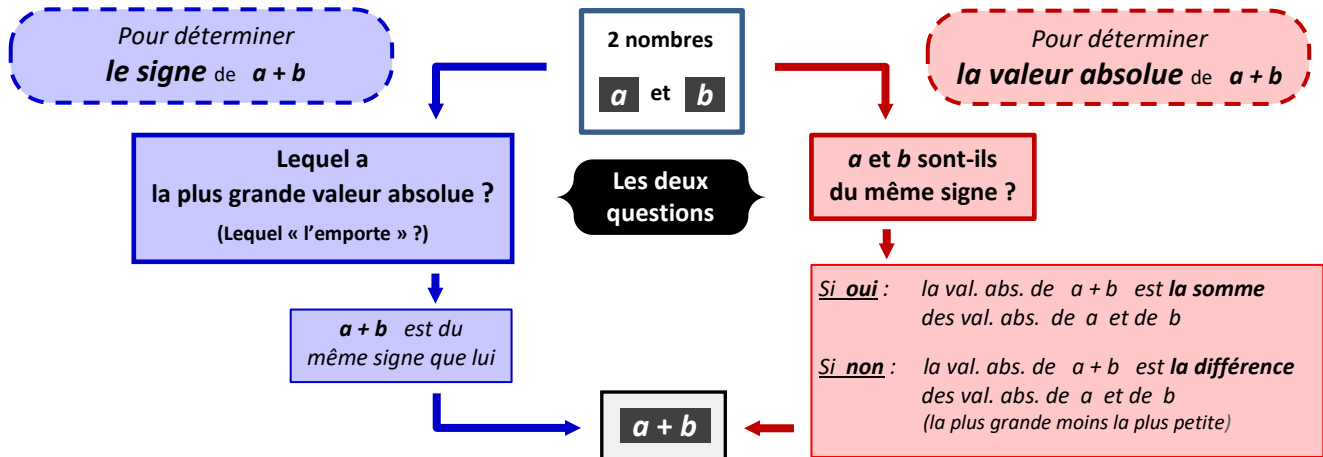 Pour déterminer
le signe de a + b
2 nombres
a et b
Pour déterminer
la valeur absolue de a + b
Lequel a
la plus grande valeur absolue ?
(Lequel « l’emporte » ?)
Les deux
questions
a et b sont-ils
du même signe ?
a + b est du
même signe que lui
Si oui : la val. abs. de a + b est la somme
des val. abs. de a et de b
Si non : la val. abs. de a + b est la différence
des val. abs. de a et de b
(la plus grande moins la plus petite)
a + b